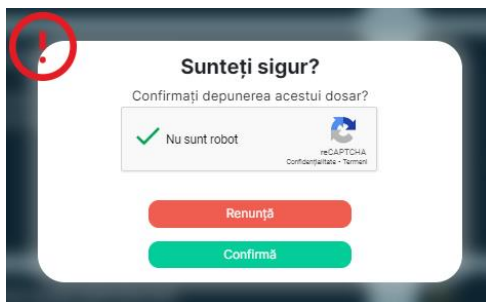 !
Sunteți sigur?
Confirmați depunerea acestui dosar?
Nu sunt robot
reCAPTCHA
Confidențialitate - Termeni
Renunță
Confirmă